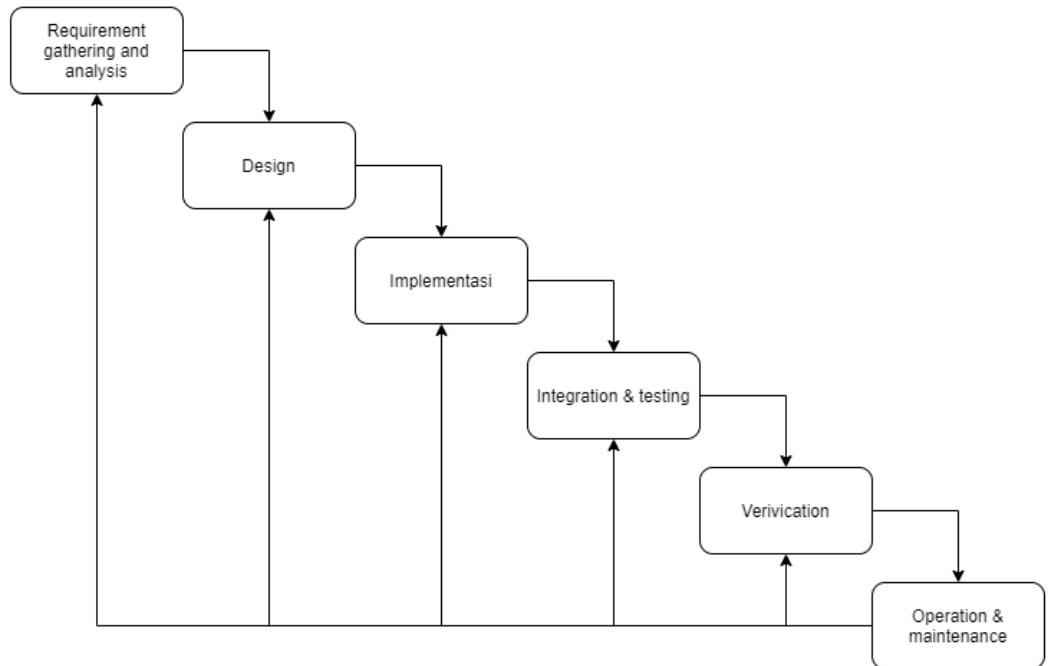 Requirement
gathering and
analysis
Design
Implementasi
Integration & testing
Verivication
Operation &
maintenance